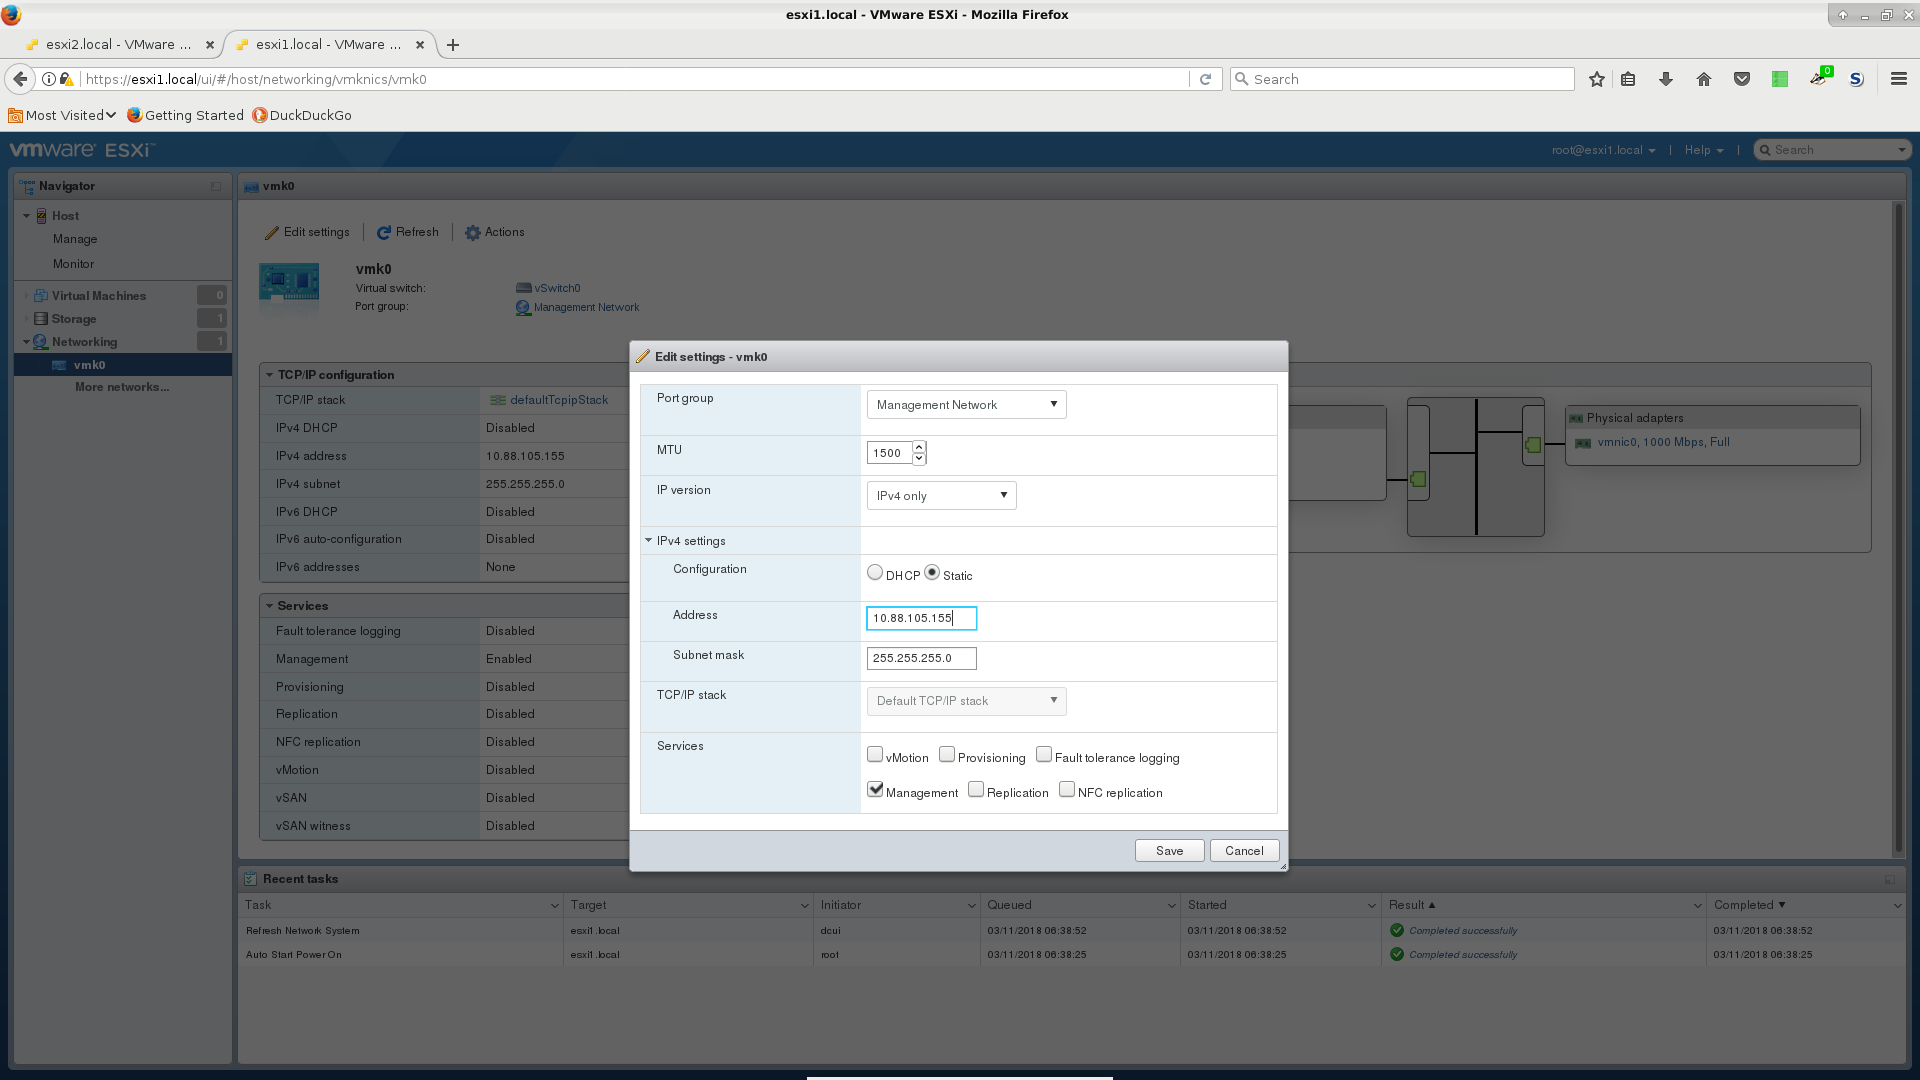 esxi1.local - VMware ESXi - Mozilla Firefox
esxi2.local - VMware ...
esxi1.local - VMware ...
https://esxi1.local/ui/#/host/networking/vmknics/vmk0
Search
0
Most Visited
Getting Started
DuckDuckGo
vmware ESXi™
root@esxi1.local
Help
Search
Navigator
Host
Manage
Monitor
Virtual Machines 0
Storage 1
Networking 1
vmk0
More networks...
vmk0
Edit settings
Refresh
Actions
vmk0
Virtual switch: vSwitch0
Port group: Management Network
TCP/IP configuration
TCP/IP stack defaultTcpipStack
IPv4 DHCP Disabled
IPv4 address 10.88.105.155
IPv4 subnet 255.255.255.0
IPv6 DHCP Disabled
IPv6 auto-configuration Disabled
IPv6 addresses None
Services
Fault tolerance logging Disabled
Management Enabled
Provisioning Disabled
Replication Disabled
NFC replication Disabled
vMotion Disabled
vSAN Disabled
vSAN witness Disabled
Physical adapters
vmnic0, 1000 Mbps, Full
Edit settings - vmk0
Port group Management Network
MTU 1500
IP version IPv4 only
IPv4 settings
Configuration DHCP Static
Address 10.88.105.155
Subnet mask 255.255.255.0
TCP/IP stack Default TCP/IP stack
Services vMotion Provisioning Fault tolerance logging
Management Replication NFC replication
Save Cancel
Recent tasks
Task Target Initiator Queued Started Result Completed
Refresh Network System esxi1.local dcui 03/11/2018 06:38:52 03/11/2018 06:38:52 Completed successfully 03/11/2018 06:38:52
Auto Start Power On esxi1.local root 03/11/2018 06:38:25 03/11/2018 06:38:25 Completed successfully 03/11/2018 06:38:25